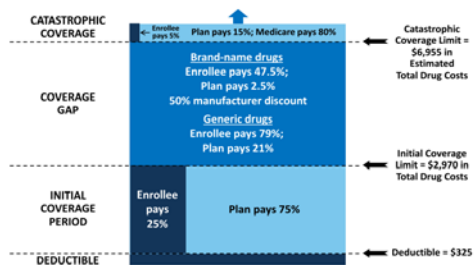 CATASTROPHIC
COVERAGE
Enrollee
pays 5%
Plan pays 15%; Medicare pays 80%
Catastrophic
Coverage Limit =
$6,955 in
Estimated
Total Drug Costs
COVERAGE
GAP
Brand-name drugs
Enrollee pays 47.5%;
Plan pays 2.5%
50% manufacturer discount
Generic drugs
Enrollee pays 79%;
Plan pays 21%
Initial Coverage
Limit = $2,970 in
Total Drug Costs
INITIAL
COVERAGE
PERIOD
Enrollee
pays
25%
Plan pays 75%
Deductible = $325
DEDUCTIBLE